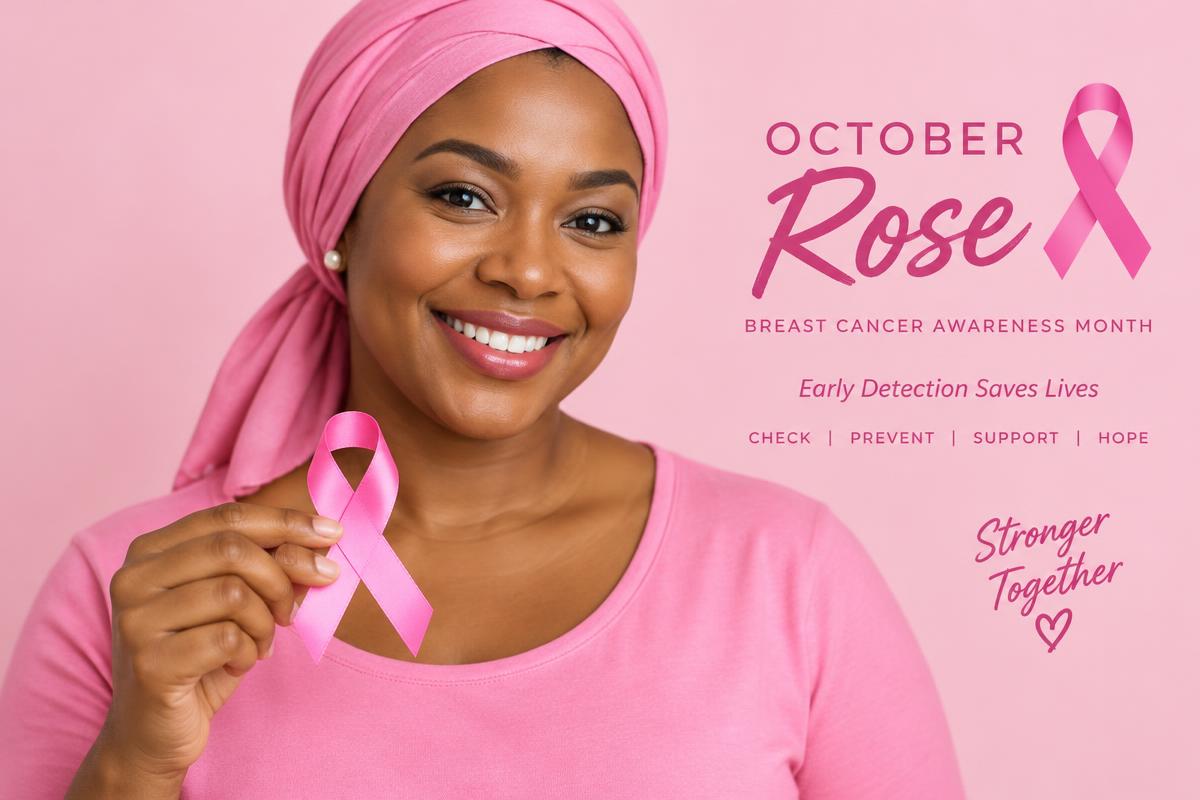 OCTOBER
Rose
BREAST CANCER AWARENESS MONTH
Early Detection Saves Lives
CHECK | PREVENT | SUPPORT | HOPE
Stronger
Together